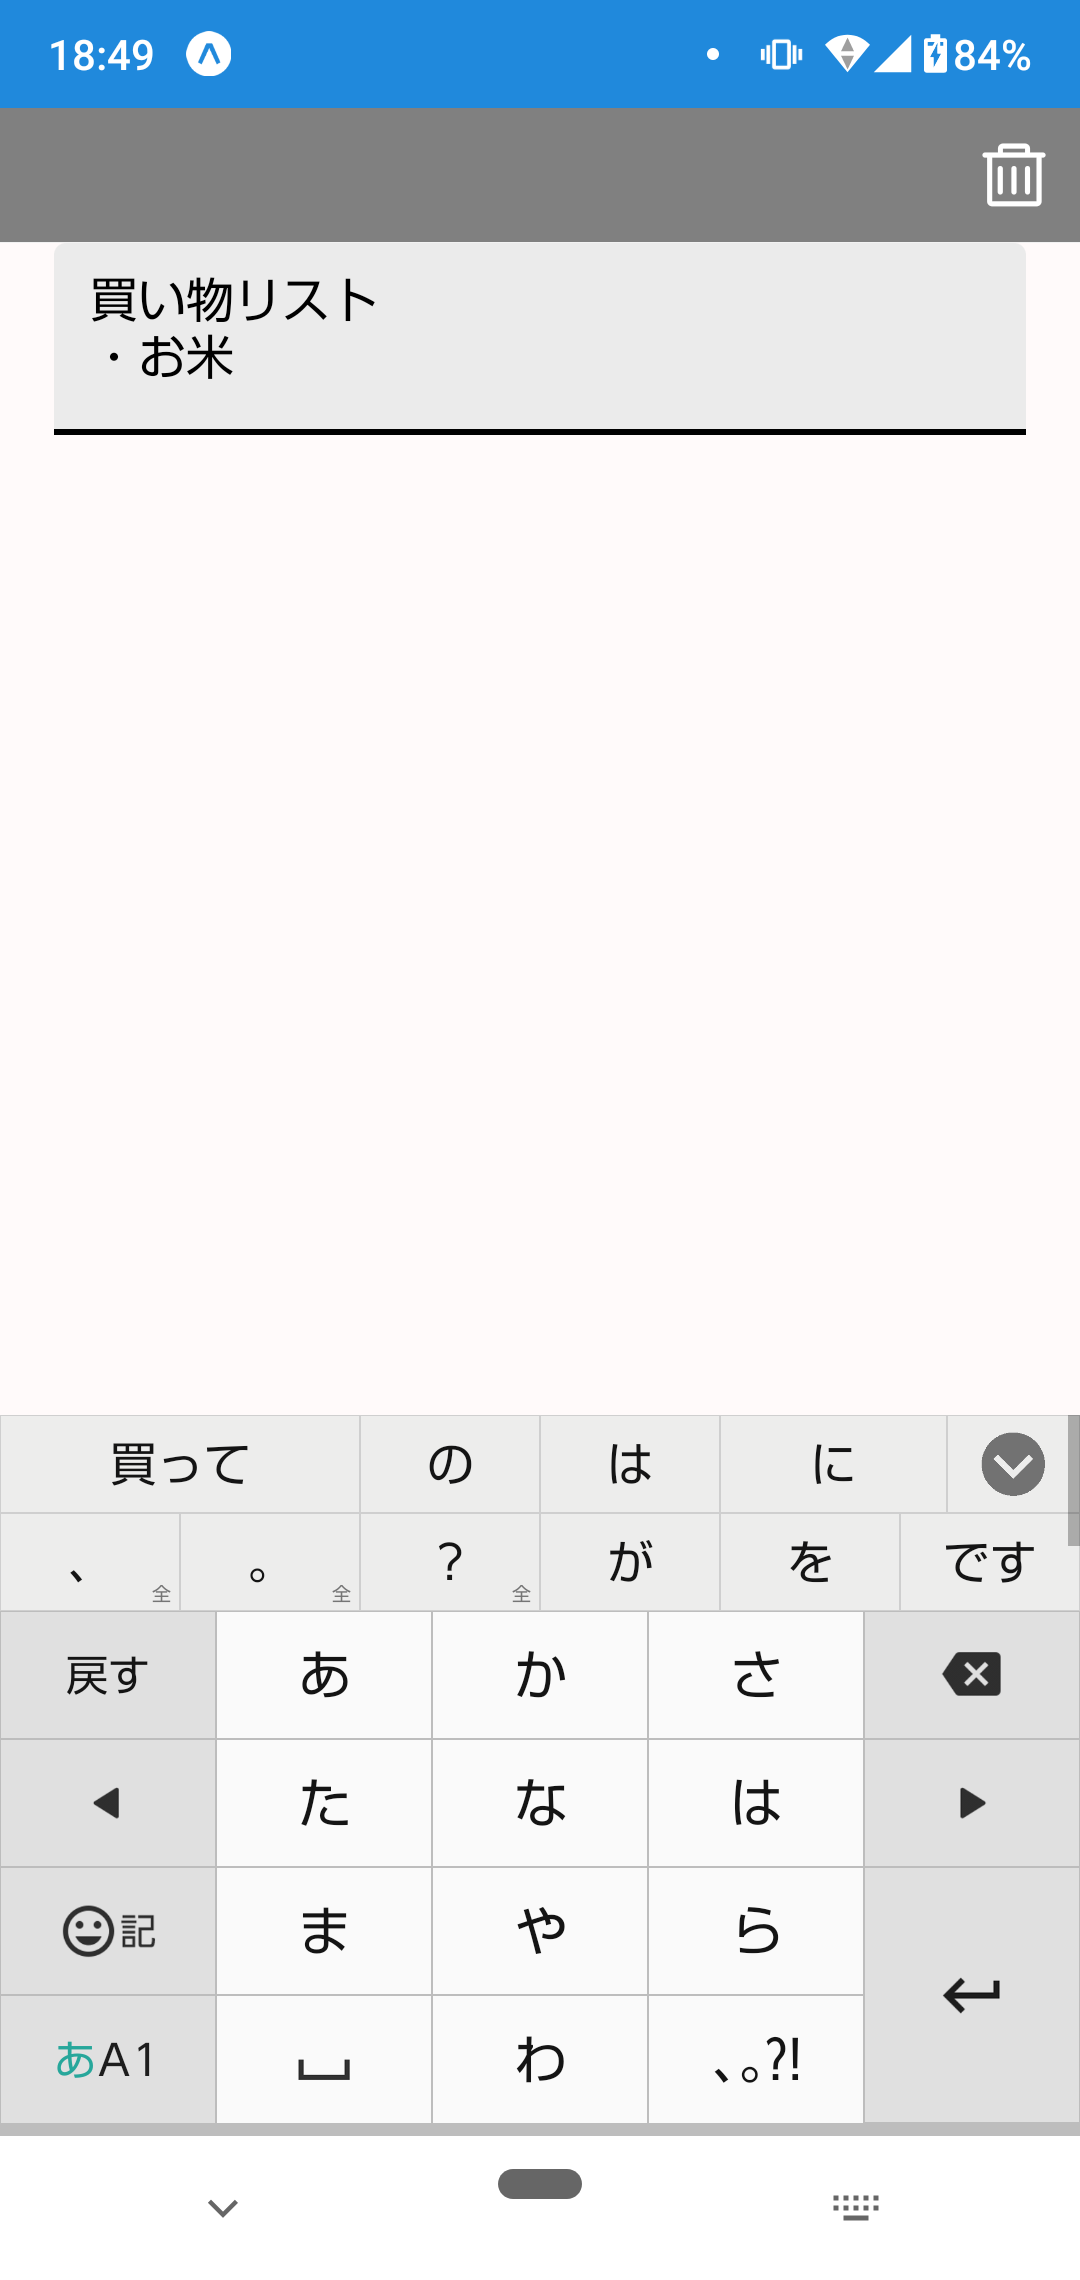 18:49
84%
買い物リスト
・お米
買って の は に
、全 。全 ?全 が を です
戻す あ か さ
た な は
記 ま や ら
あA1 わ 、。?!